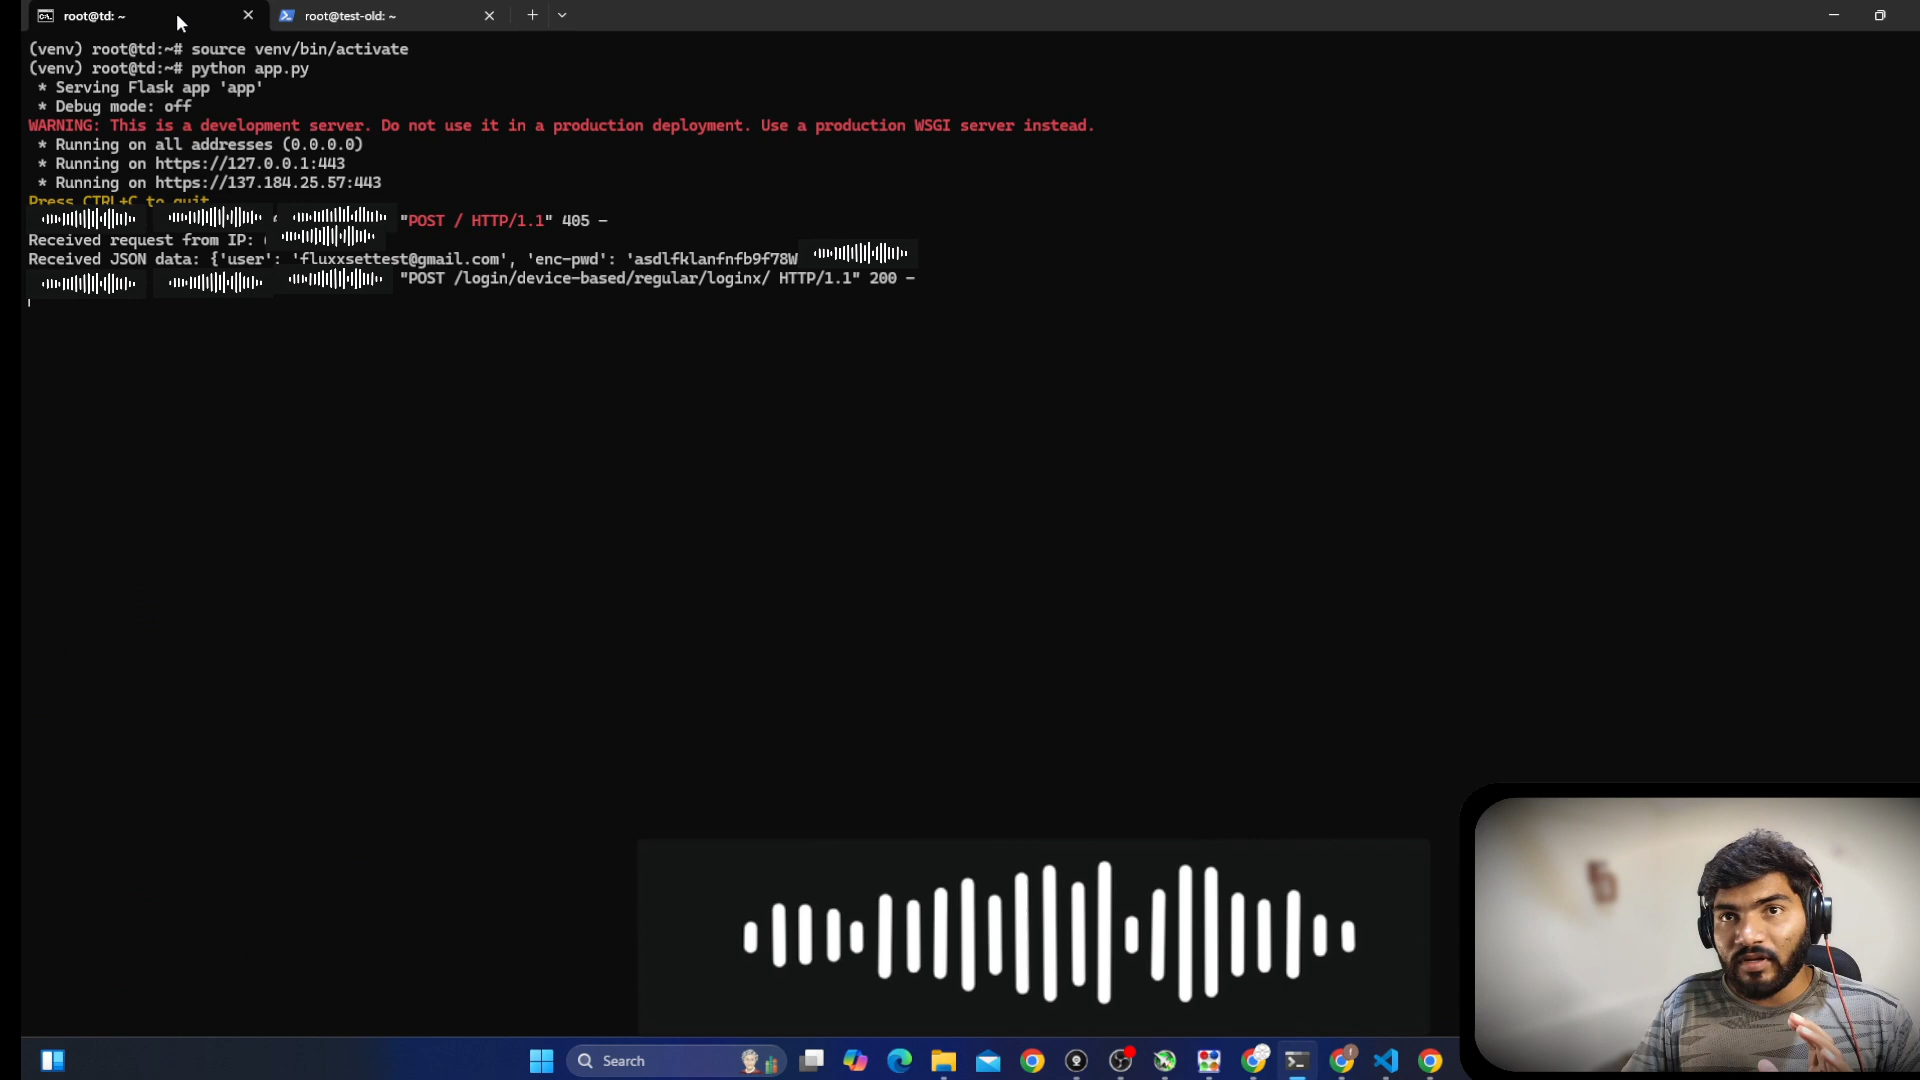 root@td: ~
root@test-old: ~
(venv) root@td:~# source venv/bin/activate
(venv) root@td:~# python app.py
* Serving Flask app 'app'
* Debug mode: off
WARNING: This is a development server. Do not use it in a production deployment. Use a production WSGI server instead.
* Running on all addresses (0.0.0.0)
* Running on https://127.0.0.1:443
* Running on https://137.184.25.57:443
Press CTRL+C to quit
"POST / HTTP/1.1" 405 -
Received request from IP:
Received JSON data: {'user': 'fluxxsettest@gmail.com', 'enc-pwd': 'asdlfklanfnfb9f78W
"POST /login/device-based/regular/loginx/ HTTP/1.1" 200 -
Search